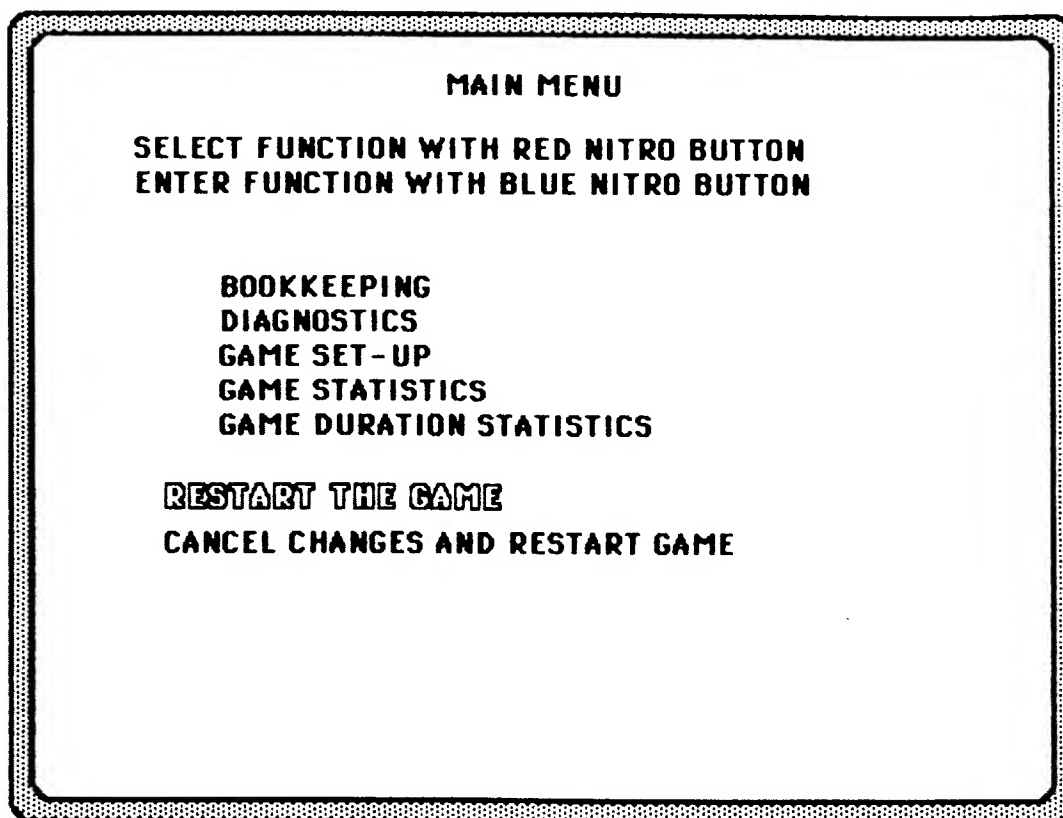 MAIN MENU
SELECT FUNCTION WITH RED NITRO BUTTON
ENTER FUNCTION WITH BLUE NITRO BUTTON
BOOKKEEPING
DIAGNOSTICS
GAME SET-UP
GAME STATISTICS
GAME DURATION STATISTICS
RESTART THE GAME
CANCEL CHANGES AND RESTART GAME